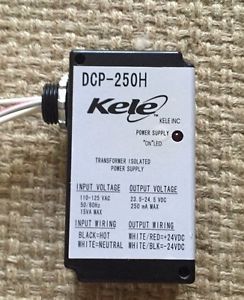 DCP-250H
Kele™
KELE INC
POWER SUPPLY
"ON"LED
TRANSFORMER ISOLATED
POWER SUPPLY
INPUT VOLTAGE
110-125 VAC
50/60Hz
15VA MAX
OUTPUT VOLTAGE
23.5-24.5 VDC
250 mA MAX
INPUT WIRING
BLACK=HOT
WHITE=NEUTRAL
OUTPUT WIRING
WHITE/RED=+24VDC
WHITE/BLK=-24VDC